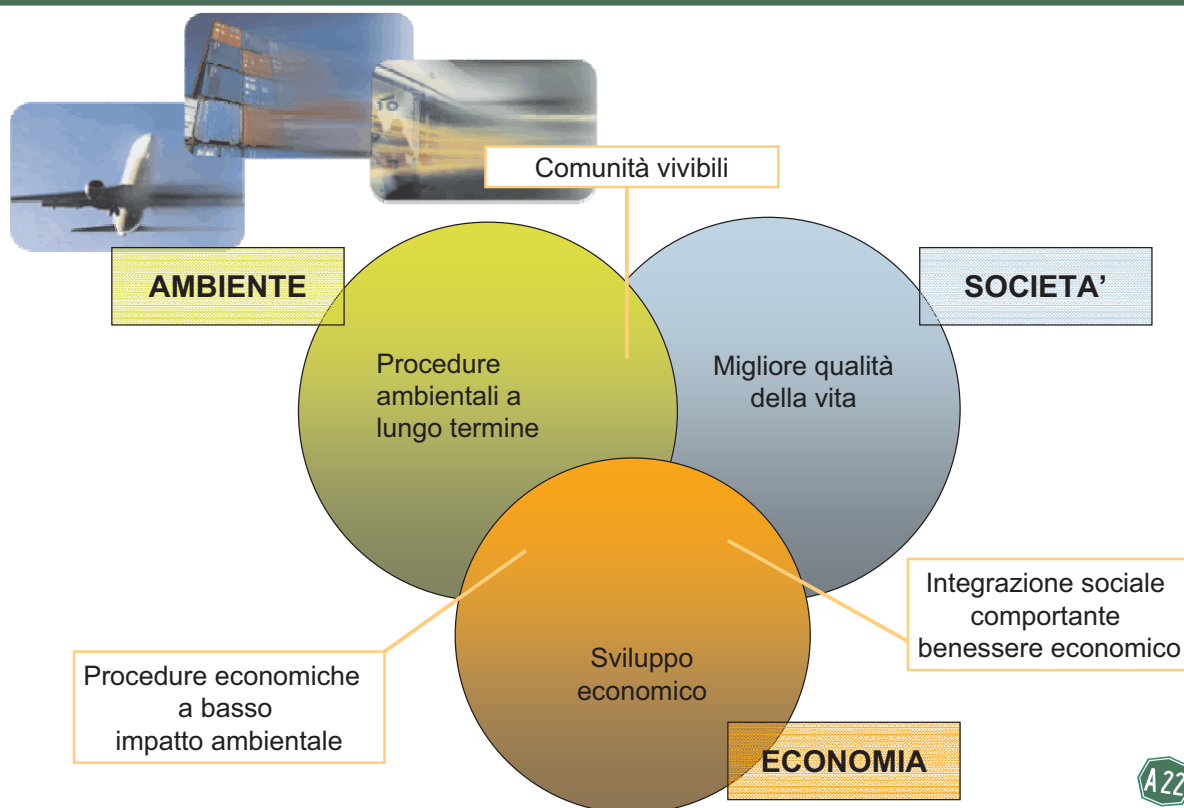 Comunità vivibili
AMBIENTE
SOCIETA’
Procedure
ambientali a
lungo termine
Migliore qualità
della vita
Integrazione sociale
comportante
benessere economico
Procedure economiche
a basso
impatto ambientale
Sviluppo
economico
ECONOMIA
A22